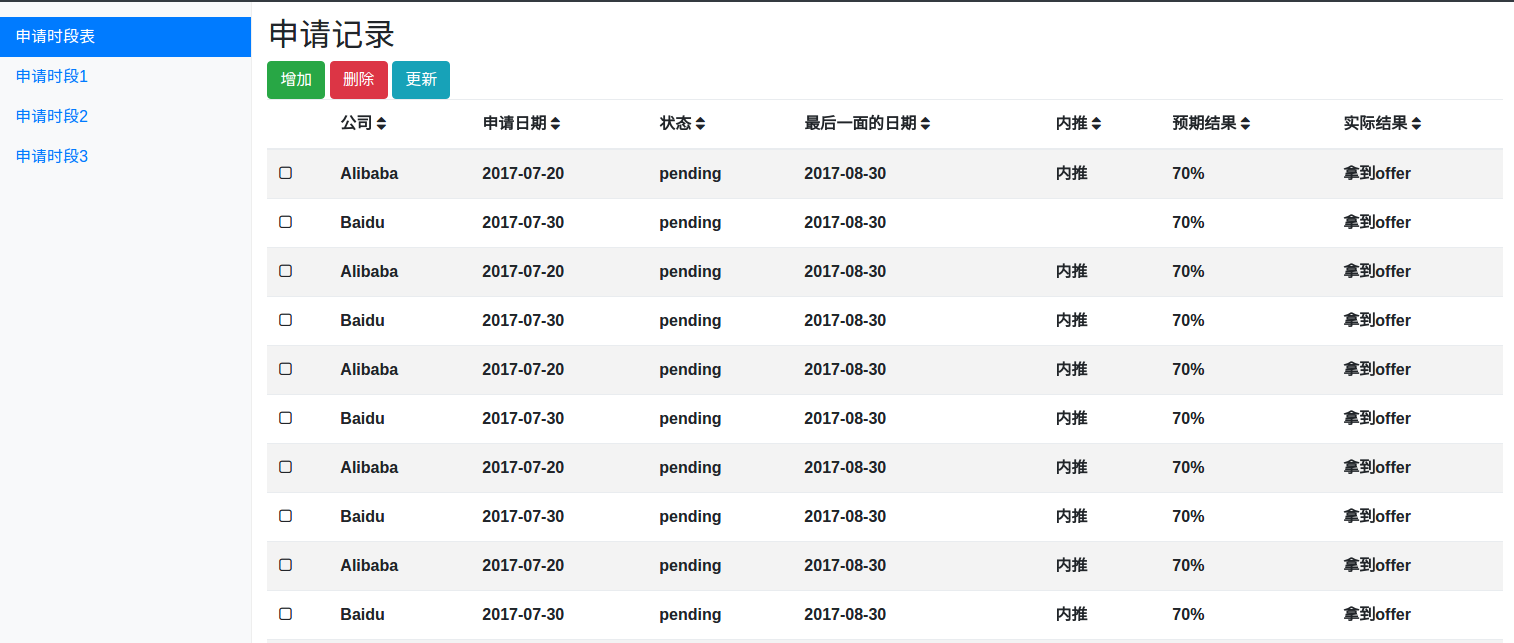 申请时段表
申请时段1
申请时段2
申请时段3
申请记录
增加 删除 更新
公司 申请日期 状态 最后一面的日期 内推 预期结果 实际结果
Alibaba 2017-07-20 pending 2017-08-30 内推 70% 拿到offer
Baidu 2017-07-30 pending 2017-08-30 70% 拿到offer
Alibaba 2017-07-20 pending 2017-08-30 内推 70% 拿到offer
Baidu 2017-07-30 pending 2017-08-30 内推 70% 拿到offer
Alibaba 2017-07-20 pending 2017-08-30 内推 70% 拿到offer
Baidu 2017-07-30 pending 2017-08-30 内推 70% 拿到offer
Alibaba 2017-07-20 pending 2017-08-30 内推 70% 拿到offer
Baidu 2017-07-30 pending 2017-08-30 内推 70% 拿到offer
Alibaba 2017-07-20 pending 2017-08-30 内推 70% 拿到offer
Baidu 2017-07-30 pending 2017-08-30 内推 70% 拿到offer